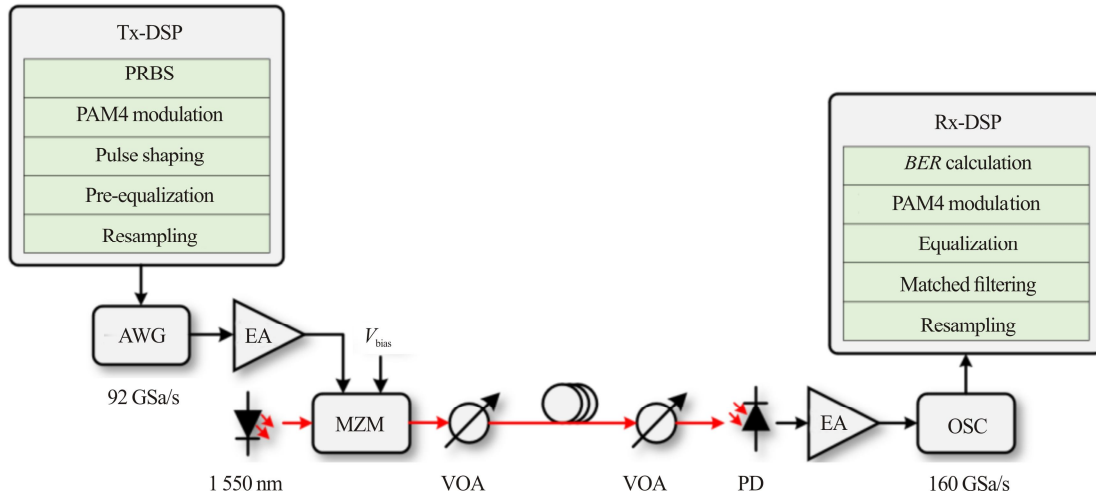 Tx-DSP
PRBS
PAM4 modulation
Pulse shaping
Pre-equalization
Resampling
Rx-DSP
BER calculation
PAM4 modulation
Equalization
Matched filtering
Resampling
AWG
92 GSa/s
EA
Vbias
MZM
1 550 nm
VOA
VOA
PD
EA
OSC
160 GSa/s